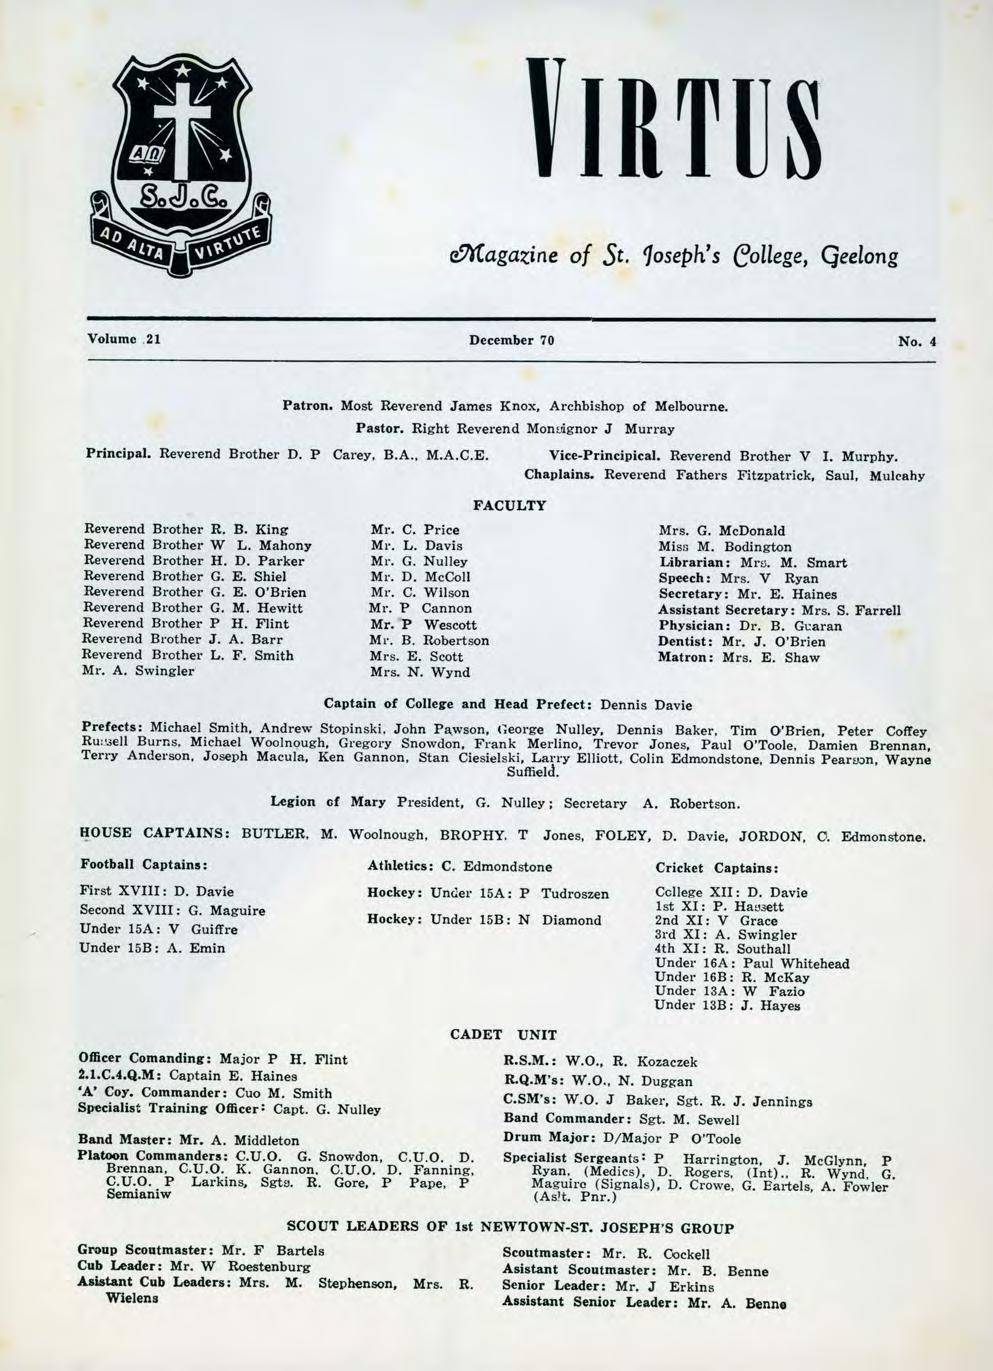 VIRTUS
AΩ
S.J.C.
AD ALTA VIRTUTE
Magazine of St. Joseph's College, Geelong
Volume 21 December 70 No. 4
Patron. Most Reverend James Knox, Archbishop of Melbourne.
Pastor. Right Reverend Monsignor J Murray
Principal. Reverend Brother D. P Carey, B.A., M.A.C.E. Vice-Principical. Reverend Brother V I. Murphy.
Chaplains. Reverend Fathers Fitzpatrick, Saul, Mulcahy
FACULTY
Reverend Brother R. B. King
Reverend Brother W L. Mahony
Reverend Brother H. D. Parker
Reverend Brother G. E. Shiel
Reverend Brother G. E. O'Brien
Reverend Brother G. M. Hewitt
Reverend Brother P H. Flint
Reverend Brother J. A. Barr
Reverend Brother L. F. Smith
Mr. A. Swingler
Mr. C. Price
Mr. L. Davis
Mr. G. Nulley
Mr. D. McColl
Mr. C. Wilson
Mr. P Cannon
Mr. P Wescott
Mr. B. Robertson
Mrs. E. Scott
Mrs. N. Wynd
Mrs. G. McDonald
Miss M. Bodington
Librarian: Mrs. M. Smart
Speech: Mrs. V Ryan
Secretary: Mr. E. Haines
Assistant Secretary: Mrs. S. Farrell
Physician: Dr. B. Guaran
Dentist: Mr. J. O'Brien
Matron: Mrs. E. Shaw
Captain of College and Head Prefect: Dennis Davie
Prefects: Michael Smith, Andrew Stopinski, John Pawson, George Nulley, Dennis Baker, Tim O'Brien, Peter Coffey
Russell Burns, Michael Woolnough, Gregory Snowdon, Frank Merlino, Trevor Jones, Paul O'Toole, Damien Brennan,
Terry Anderson, Joseph Macula, Ken Gannon, Stan Ciesielski, Larry Elliott, Colin Edmondstone, Dennis Pearson, Wayne
Suffield.
Legion of Mary President, G. Nulley; Secretary A. Robertson.
HOUSE CAPTAINS: BUTLER, M. Woolnough, BROPHY, T Jones, FOLEY, D. Davie, JORDON, C. Edmonstone.
Football Captains:
First XVIII: D. Davie
Second XVIII: G. Maguire
Under 15A: V Guiffre
Under 15B: A. Emin
Athletics: C. Edmondstone
Hockey: Under 15A: P Tudroszen
Hockey: Under 15B: N Diamond
Cricket Captains:
College XII: D. Davie
1st XI: P. Hassett
2nd XI: V Grace
3rd XI: A. Swingler
4th XI: R. Southall
Under 16A: Paul Whitehead
Under 16B: R. McKay
Under 13A: W Fazio
Under 13B: J. Hayes
CADET UNIT
Officer Comanding: Major P H. Flint
2.1.C.4.Q.M: Captain E. Haines
'A' Coy. Commander: Cuo M. Smith
Specialist Training Officer: Capt. G. Nulley
Band Master: Mr. A. Middleton
Platoon Commanders: C.U.O. G. Snowdon, C.U.O. D.
Brennan, C.U.O. K. Gannon, C.U.O. D. Fanning,
C.U.O. P Larkins, Sgts. R. Gore, P Pape, P
Semianiw
R.S.M.: W.O., R. Kozaczek
R.Q.M's: W.O., N. Duggan
C.SM's: W.O. J Baker, Sgt. R. J. Jennings
Band Commander: Sgt. M. Sewell
Drum Major: D/Major P O'Toole
Specialist Sergeants: P Harrington, J. McGlynn, P
Ryan, (Medics), D. Rogers, (Int)., R. Wynd, G.
Maguire (Signals), D. Crowe, G. Bartels, A. Fowler
(As!t. Pnr.)
SCOUT LEADERS OF 1st NEWTOWN-ST. JOSEPH'S GROUP
Group Scoutmaster: Mr. F Bartels
Cub Leader: Mr. W Roestenburg
Asistant Cub Leaders: Mrs. M. Stephenson, Mrs. R.
Wielens
Scoutmaster: Mr. R. Cockell
Asistant Scoutmaster: Mr. B. Benne
Senior Leader: Mr. J Erkins
Assistant Senior Leader: Mr. A. Benne